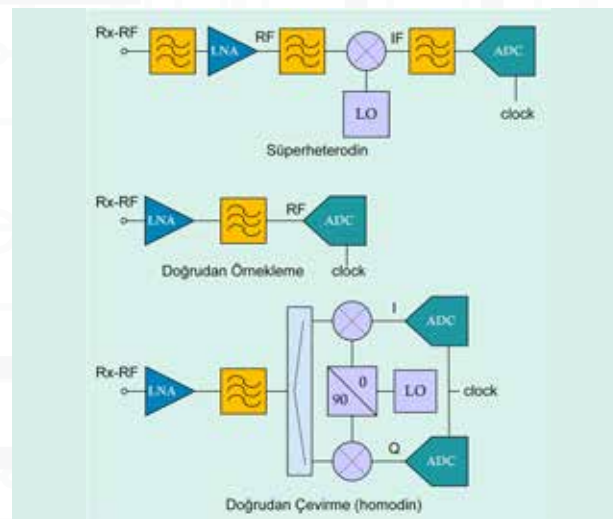 Rx-RF
LNA
RF
IF
ADC
LO
clock
Süperheterodin
Rx-RF
LNA
RF
ADC
Doğrudan Örnekleme
clock
Rx-RF
LNA
I
ADC
0
90
LO
clock
Q
ADC
Doğrudan Çevirme (homodin)